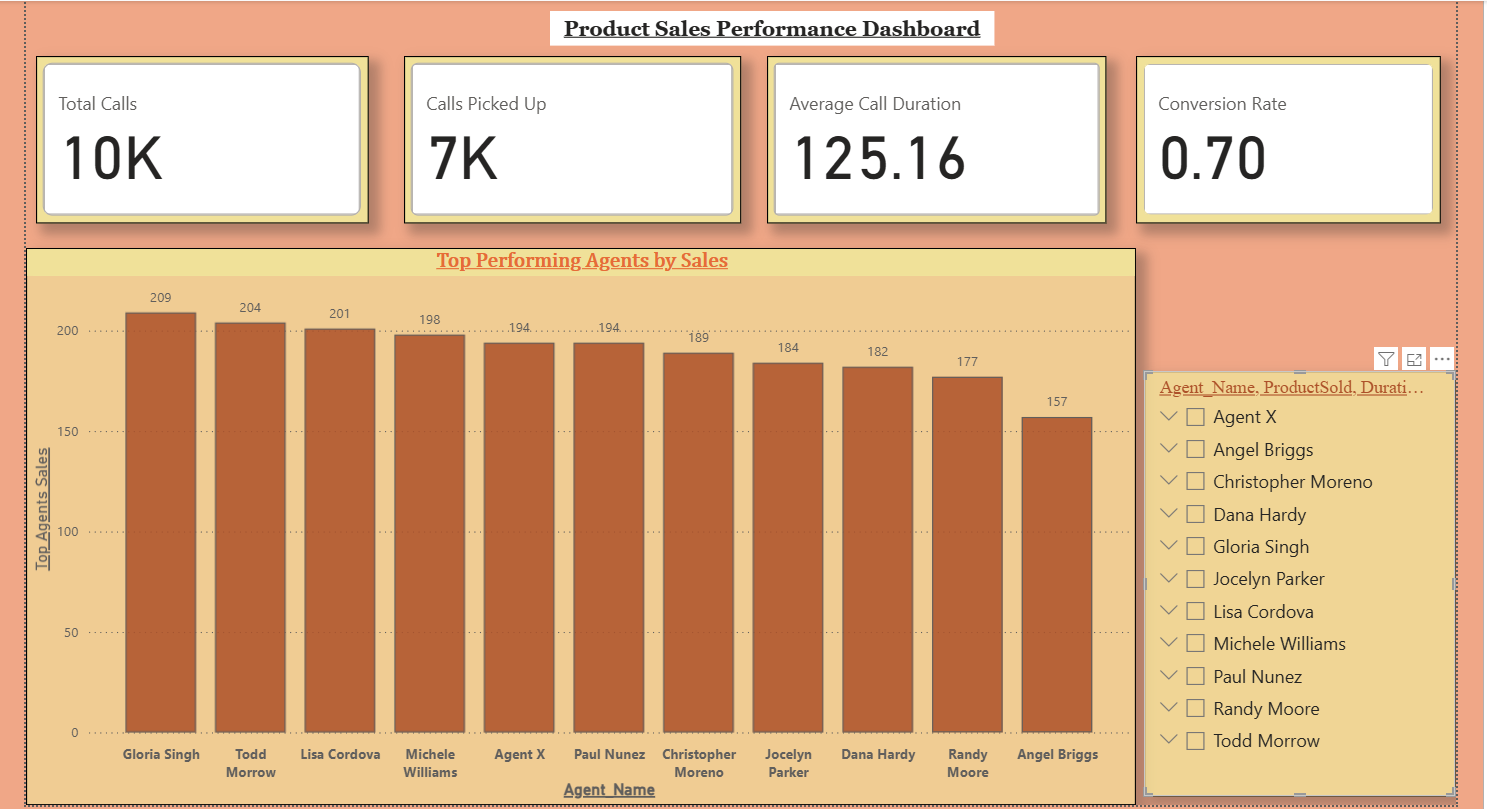 Product Sales Performance Dashboard
Total Calls
10K
Calls Picked Up
7K
Average Call Duration
125.16
Conversion Rate
0.70
Top Performing Agents by Sales
Top Agents Sales
200
150
100
50
0
209
204
201
198
194
194
189
184
182
177
157
Gloria Singh
Todd
Morrow
Lisa Cordova
Michele
Williams
Agent X
Paul Nunez
Christopher
Moreno
Jocelyn
Parker
Dana Hardy
Randy
Moore
Angel Briggs
Agent_Name
Agent_Name, ProductSold, Durati...
Agent X
Angel Briggs
Christopher Moreno
Dana Hardy
Gloria Singh
Jocelyn Parker
Lisa Cordova
Michele Williams
Paul Nunez
Randy Moore
Todd Morrow